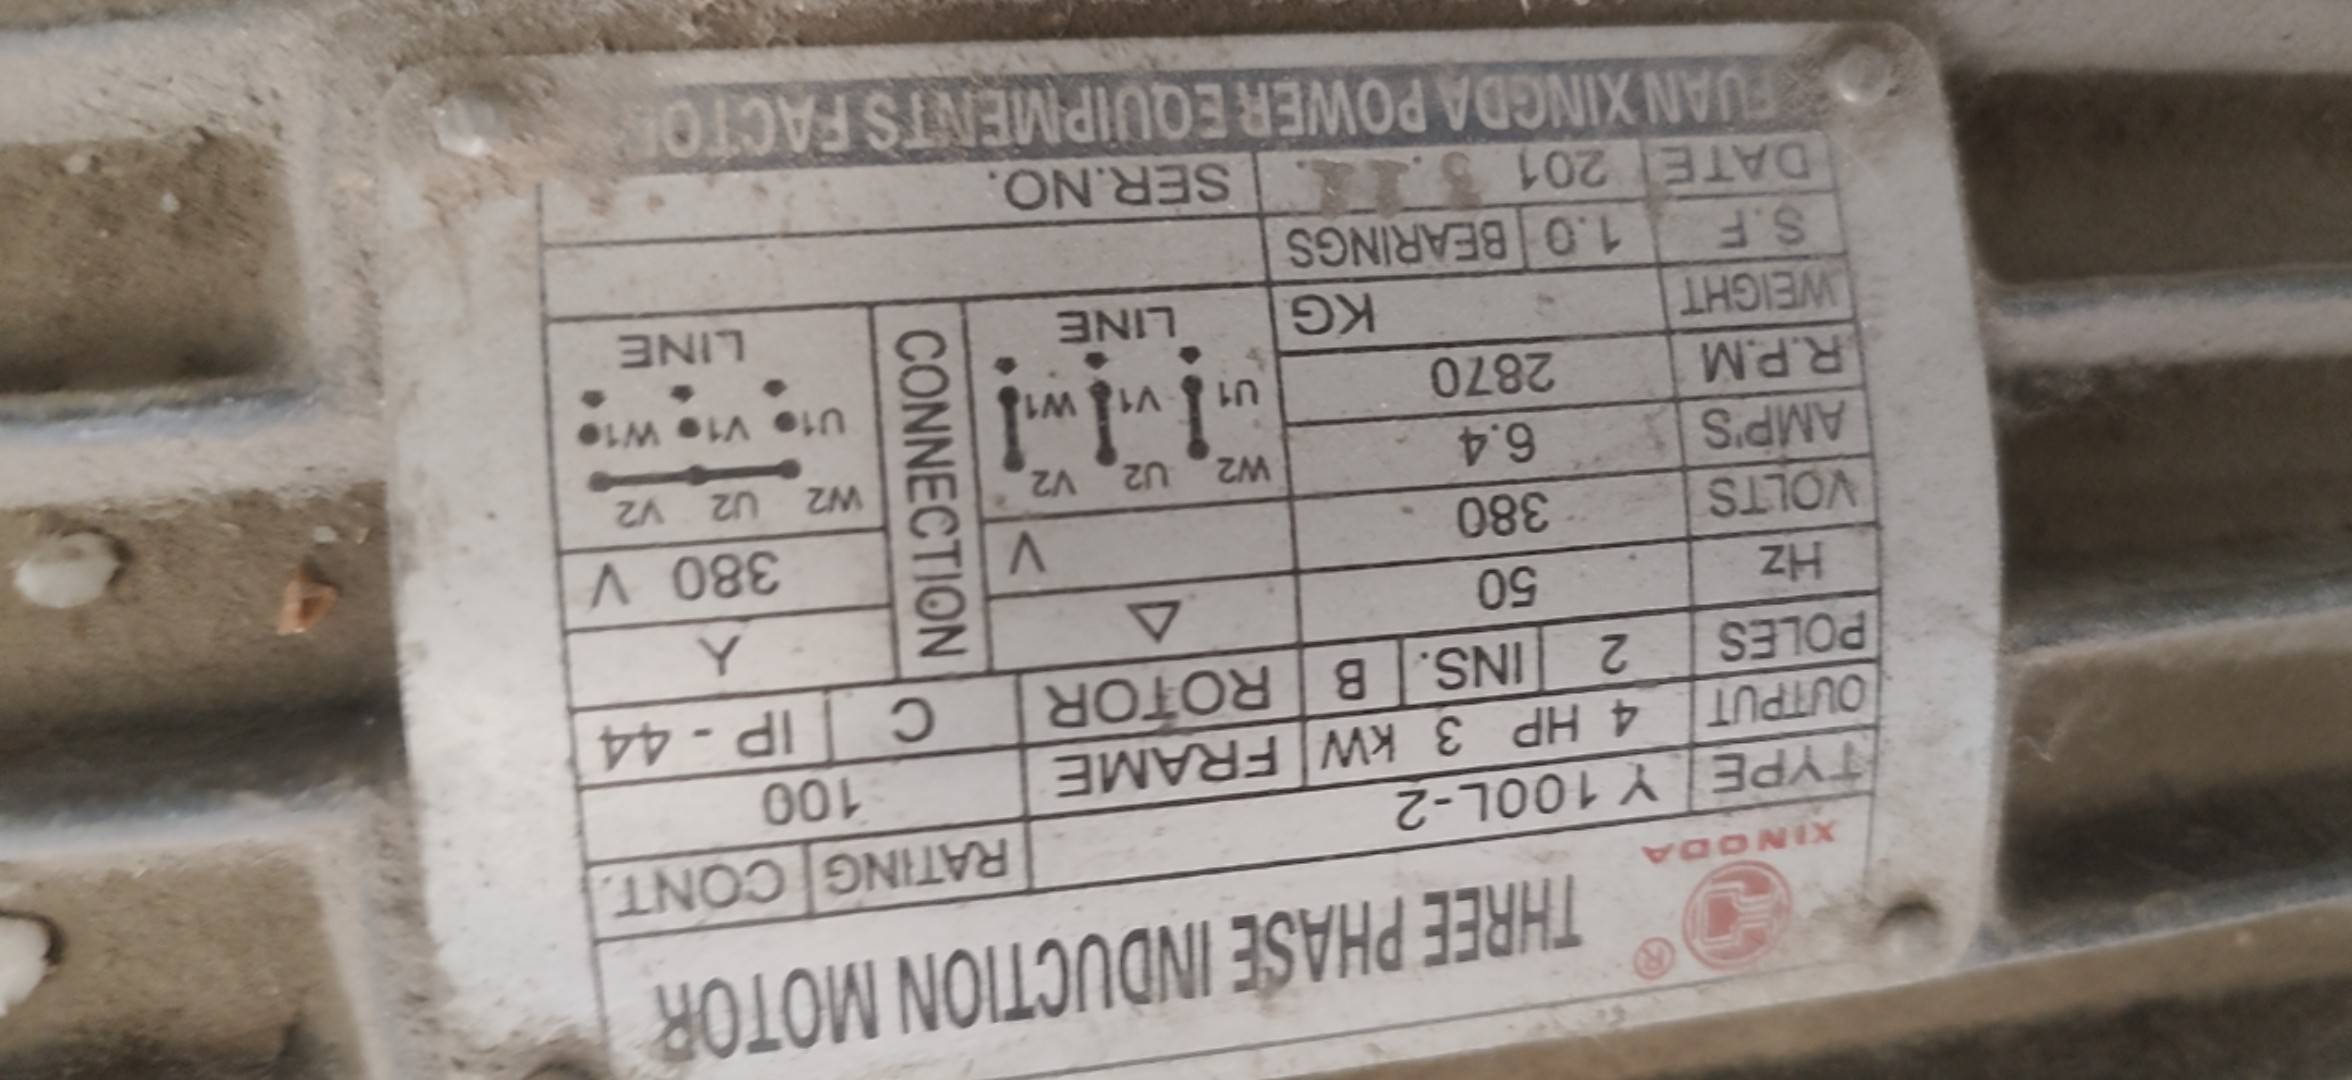 THREE PHASE INDUCTION MOTOR
®
XINGDA
TYPE Y 100L-2 RATING CONT.
OUTPUT 4 HP 3 kW FRAME 100
POLES 2 INS. B ROTOR C IP-44
Hz 50 △ CONNECTION Y
VOLTS 380 V 380 V
AMP'S 6.4 W2 U2 V2 W2 U2 V2
R.P.M 2870 U1 V1 W1 U1 V1 W1
WEIGHT KG LINE LINE
S.F 1.0 BEARINGS
DATE 201 SER.NO.
FUAN XINGDA POWER EQUIPMENTS